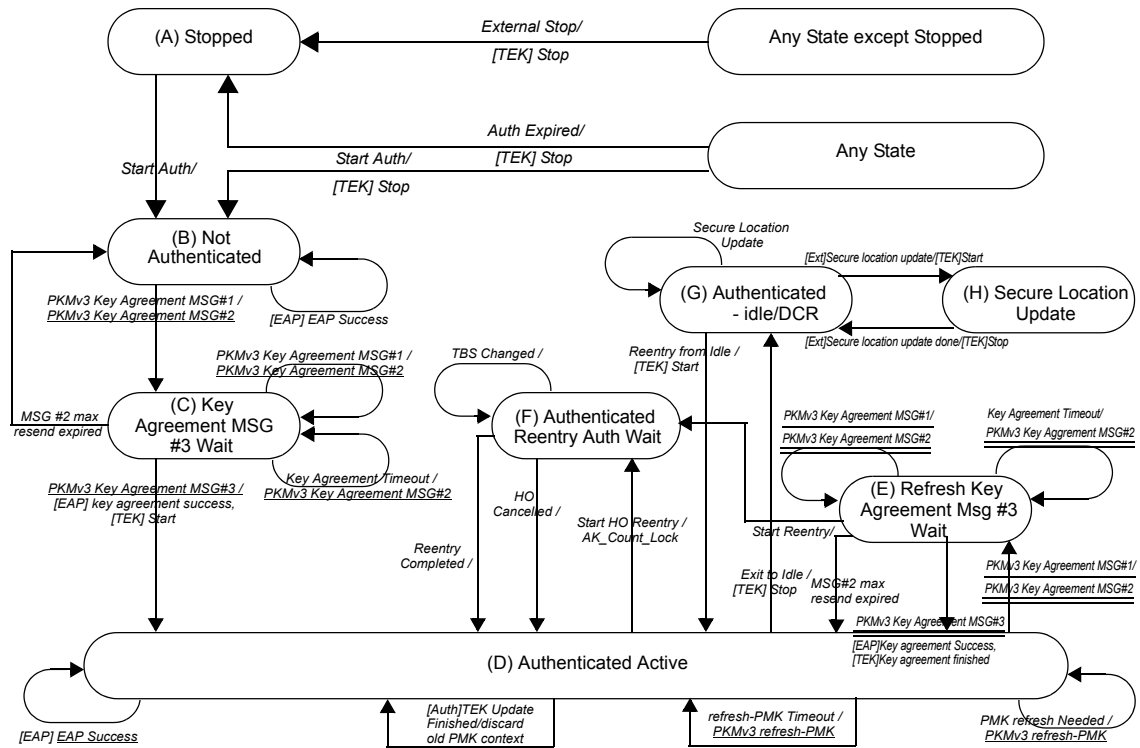 (A) Stopped
External Stop/
[TEK] Stop
Any State except Stopped
Auth Expired/
[TEK] Stop
Start Auth/
[TEK] Stop
Any State
Start Auth/
(B) Not
Authenticated
[EAP] EAP Success
PKMv3 Key Agreement MSG#1 /
PKMv3 Key Agreement MSG#2
Secure Location
Update
[Ext]Secure location update/[TEK]Start
(G) Authenticated
- idle/DCR
(H) Secure Location
Update
[Ext]Secure location update done/[TEK]Stop
Reentry from Idle /
[TEK] Start
PKMv3 Key Agreement MSG#1 /
PKMv3 Key Agreement MSG#2
TBS Changed /
(C) Key
Agreement MSG
#3 Wait
MSG #2 max
resend expired
(F) Authenticated
Reentry Auth Wait
PKMv3 Key Agreement MSG#1/
PKMv3 Key Aggrement MSG#2
Key Agreement Timeout/
PKMv3 Key Aggrement MSG#2
Key Agreement Timeout /
PKMv3 Key Agreement MSG#2
PKMv3 Key Agreement MSG#3 /
[EAP] key agreement success,
[TEK] Start
HO
Cancelled /
Start HO Reentry /
AK_Count_Lock
(E) Refresh Key
Agreement Msg #3
Wait
Start Reentry/
Reentry
Completed /
Exit to Idle /
[TEK] Stop
MSG#2 max
resend expired
PKMv3 Key Agreement MSG#1/
PKMv3 Key Agreement MSG#2
PKMv3 Key Agreement MSG#3
[EAP]Key agreement Success,
[TEK]Key agreement finished
(D) Authenticated Active
[EAP] EAP Success
[Auth]TEK Update
Finished/discard
old PMK context
refresh-PMK Timeout /
PKMv3 refresh-PMK
PMK refresh Needed /
PKMv3 refresh-PMK